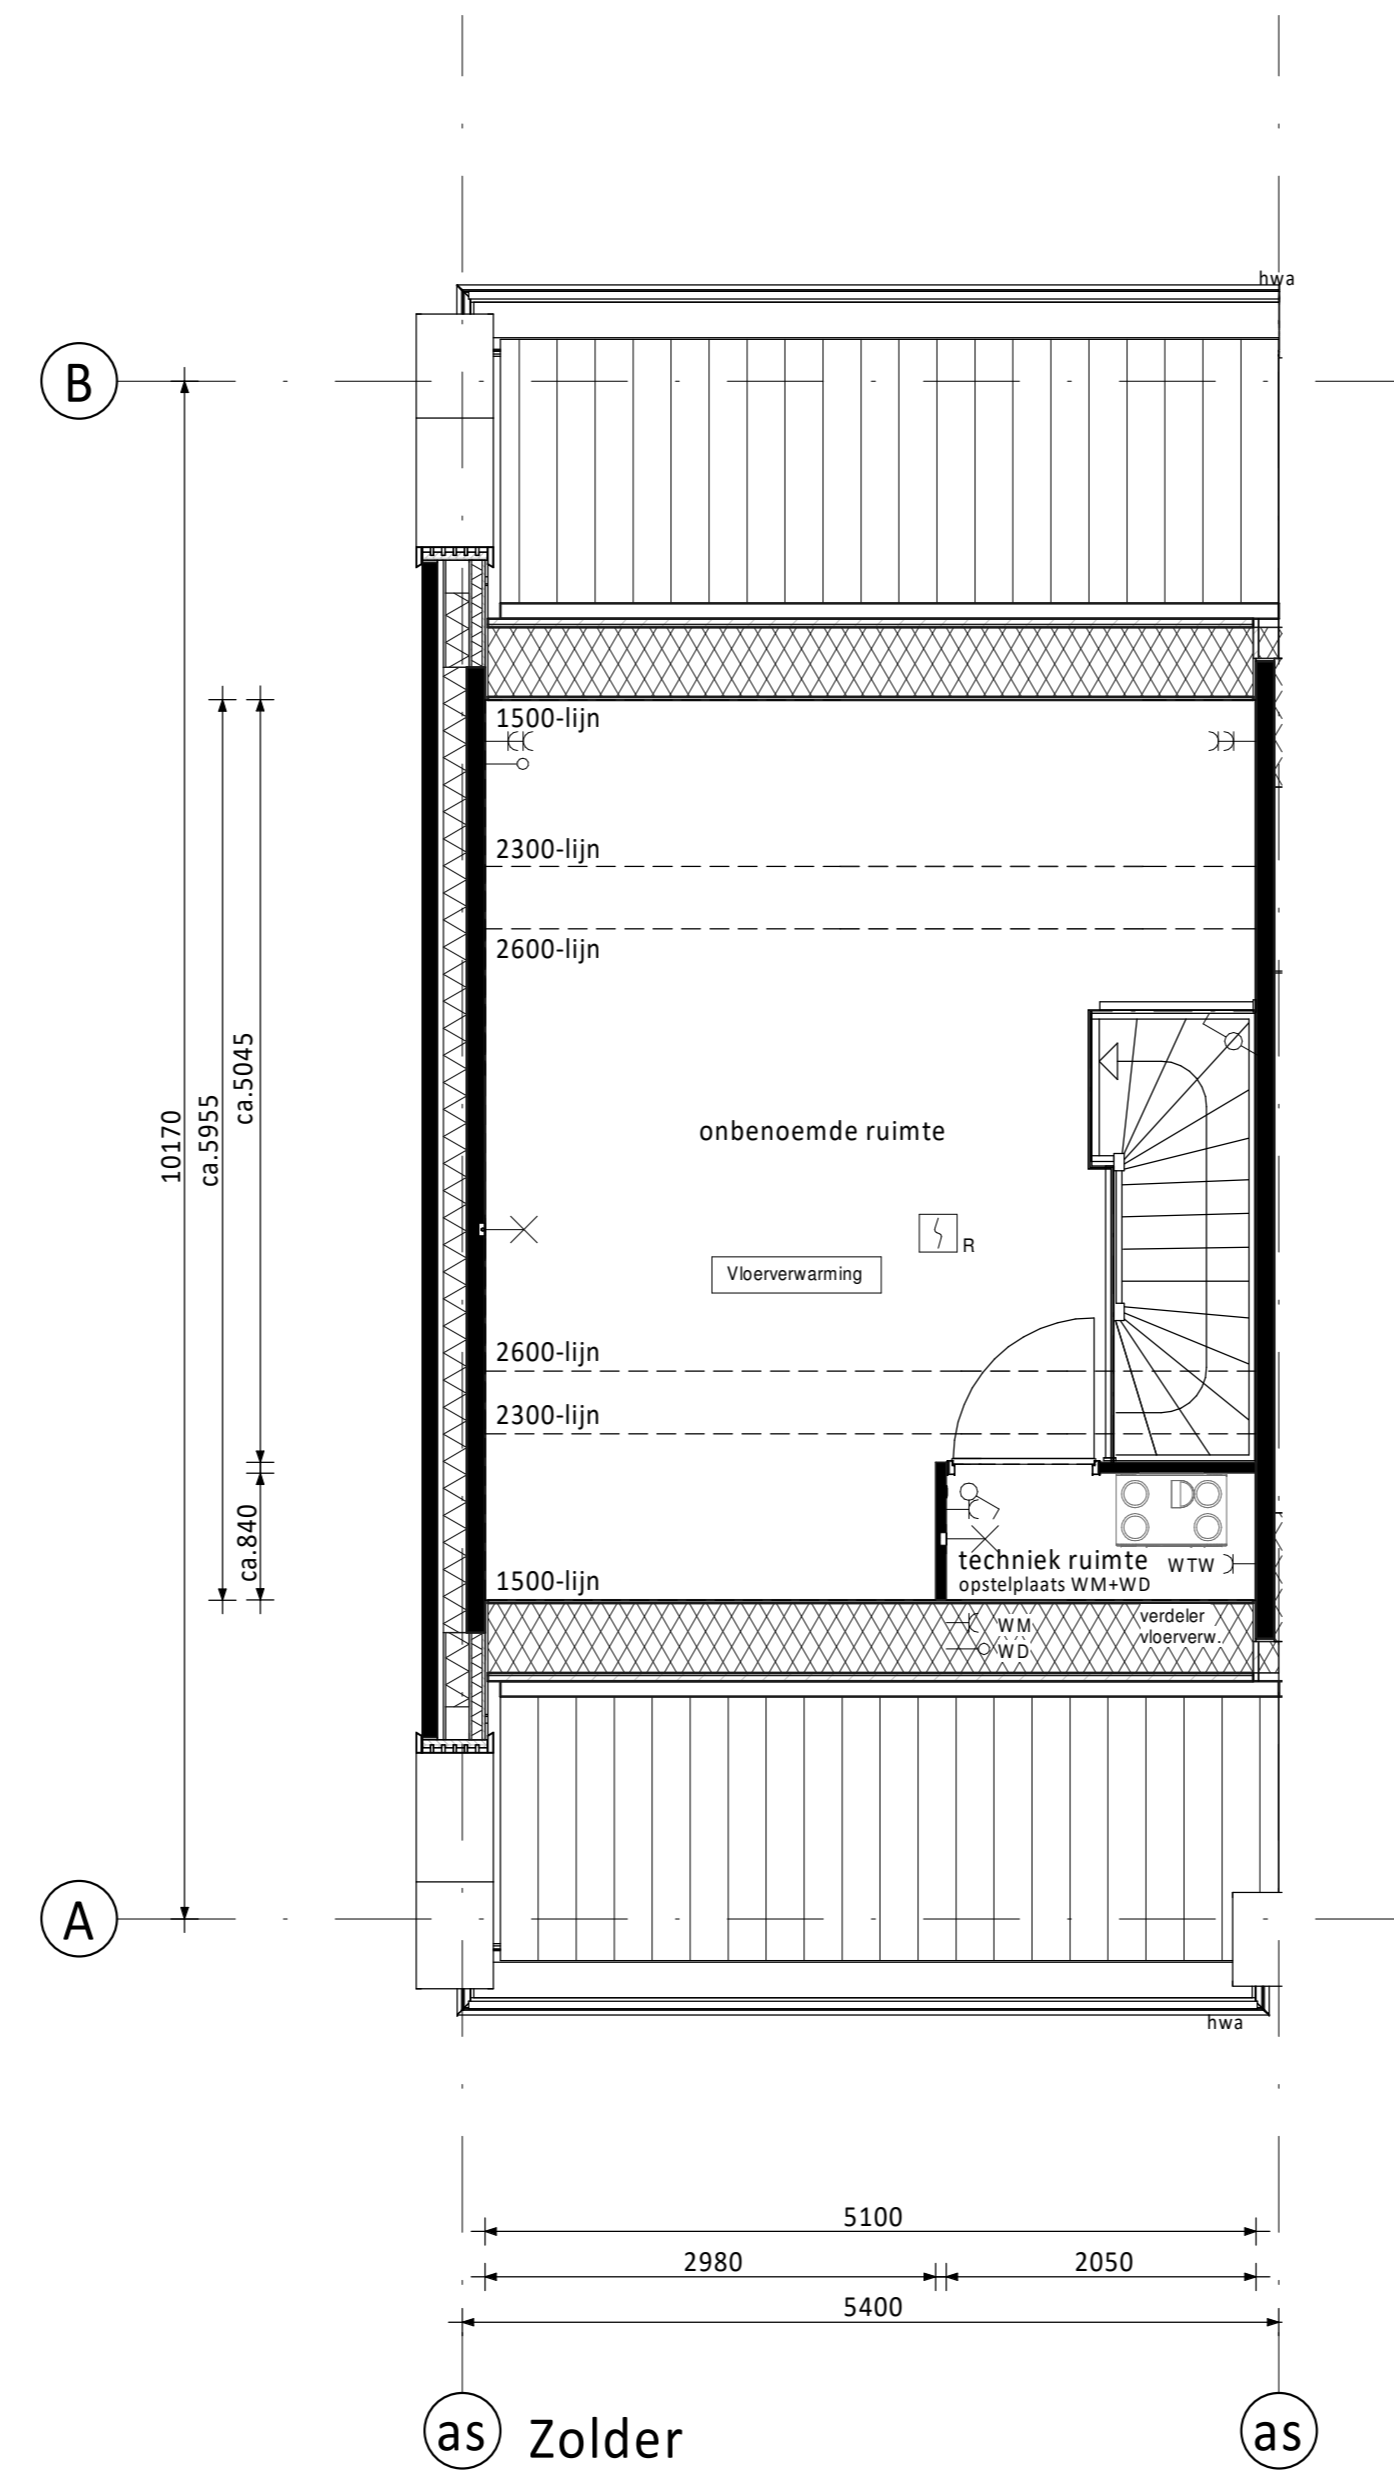 hwa
B
1500-lijn
2300-lijn
2600-lijn
10170
ca.5955
ca.5045
onbenoemde ruimte
R
Vloerverwarming
2600-lijn
2300-lijn
ca.840
techniek ruimte
WTW
opstelplaats WM+WD
1500-lijn
WM
WD
verdeler
vloerverw.
A
hwa
5100
2980
2050
5400
as
Zolder
as